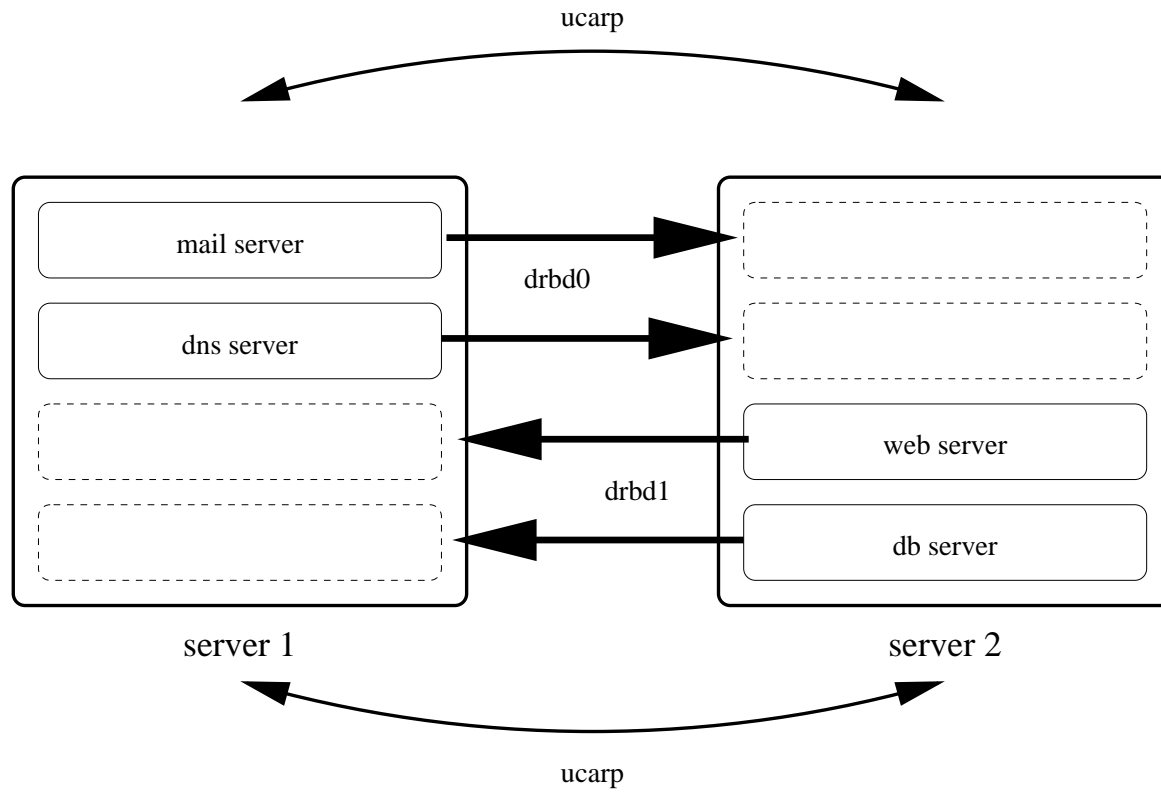 ucarp
mail server
drbd0
dns server
web server
drbd1
db server
server 1
server 2
ucarp